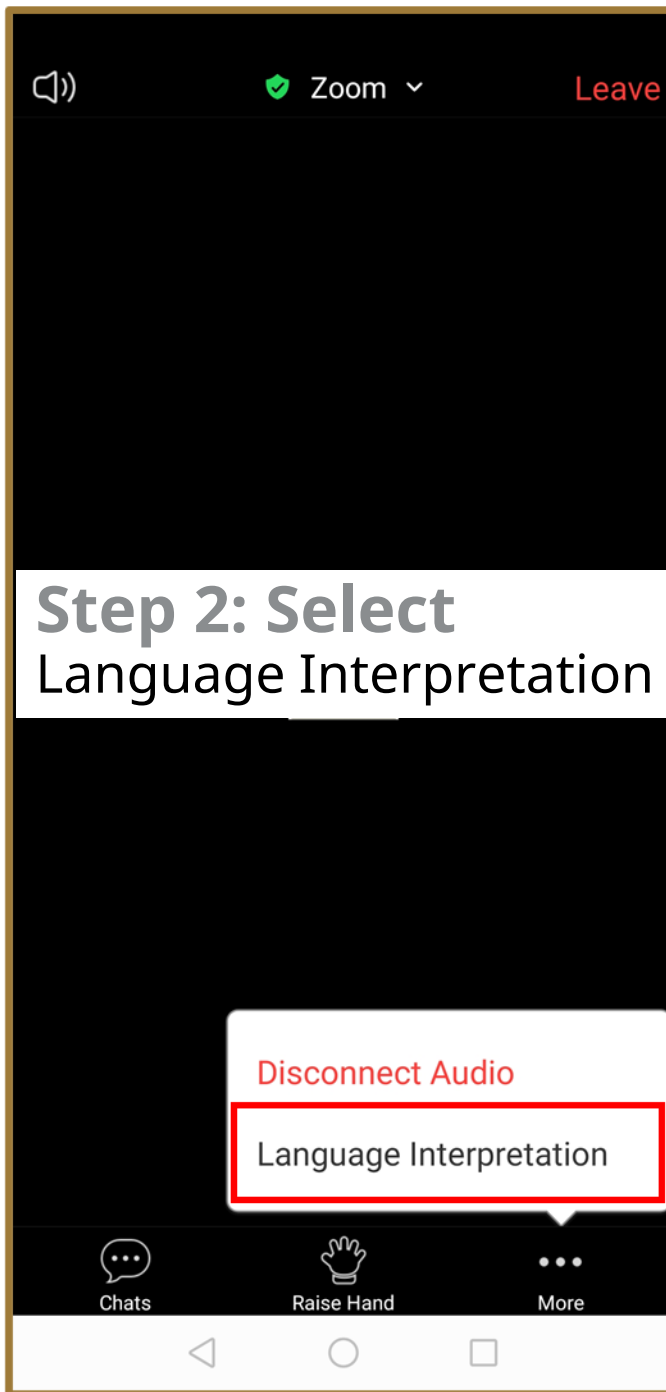 Zoom
Leave
Step 2: Select
Language Interpretation
Disconnect Audio
Language Interpretation
Chats
Raise Hand
More